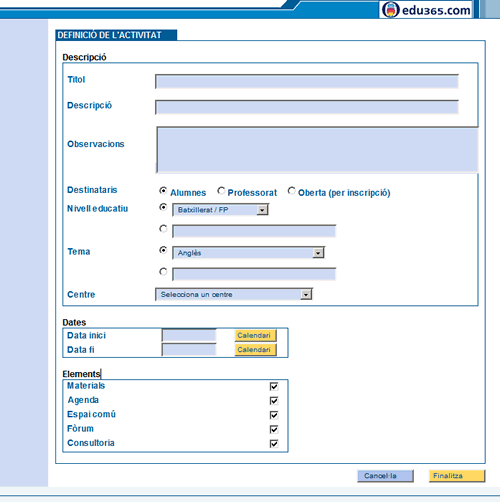 edu365.com
DEFINICIÓ DE L'ACTIVITAT
Descripció
Títol
Descripció
Observacions
Destinataris Alumnes Professorat Oberta (per inscripció)
Nivell educatiu Batxillerat / FP
Tema Anglès
Centre Selecciona un centre
Dates
Data inici Calendari
Data fi Calendari
Elements
Materials
Agenda
Espai comú
Fòrum
Consultoria
Cancel·la Finalitza